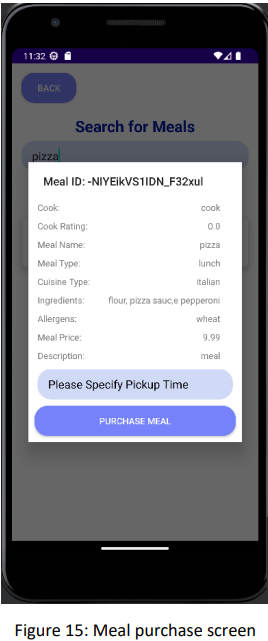 11:32
BACK
Search for Meals
pizza
Meal ID: -NIYEikVS1IDN_F32xul
Cook: cook
Cook Rating: 0.0
Meal Name: pizza
Meal Type: lunch
Cuisine Type: italian
Ingredients: flour, pizza sauc,e pepperoni
Allergens: wheat
Meal Price: 9.99
Description: meal
Please Specify Pickup Time
PURCHASE MEAL
Figure 15: Meal purchase screen